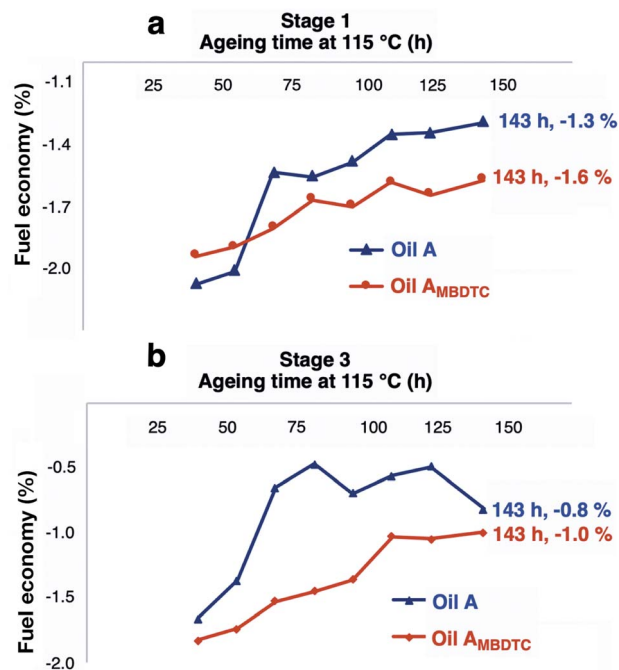 a
Stage 1
Ageing time at 115 °C (h)
25 50 75 100 125 150
Fuel economy (%)
-1.1
-1.4
-1.7
-2.0
143 h, -1.3 %
143 h, -1.6 %
Oil A
Oil AMBDTC
b
Stage 3
Ageing time at 115 °C (h)
25 50 75 100 125 150
Fuel economy (%)
-0.5
-1.0
-1.5
-2.0
143 h, -0.8 %
143 h, -1.0 %
Oil A
Oil AMBDTC